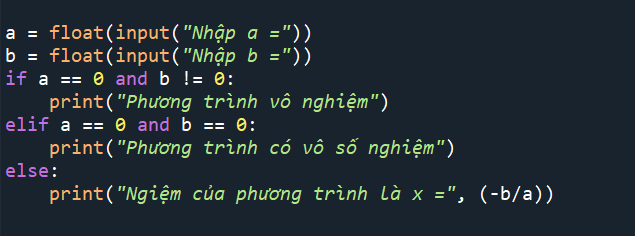 a = float(input("Nhập a ="))
b = float(input("Nhập b ="))
if a == 0 and b != 0:
    print("Phương trình vô nghiệm")
elif a == 0 and b == 0:
    print("Phương trình có vô số nghiệm")
else:
    print("Ngiệm của phương trình là x =", (-b/a))